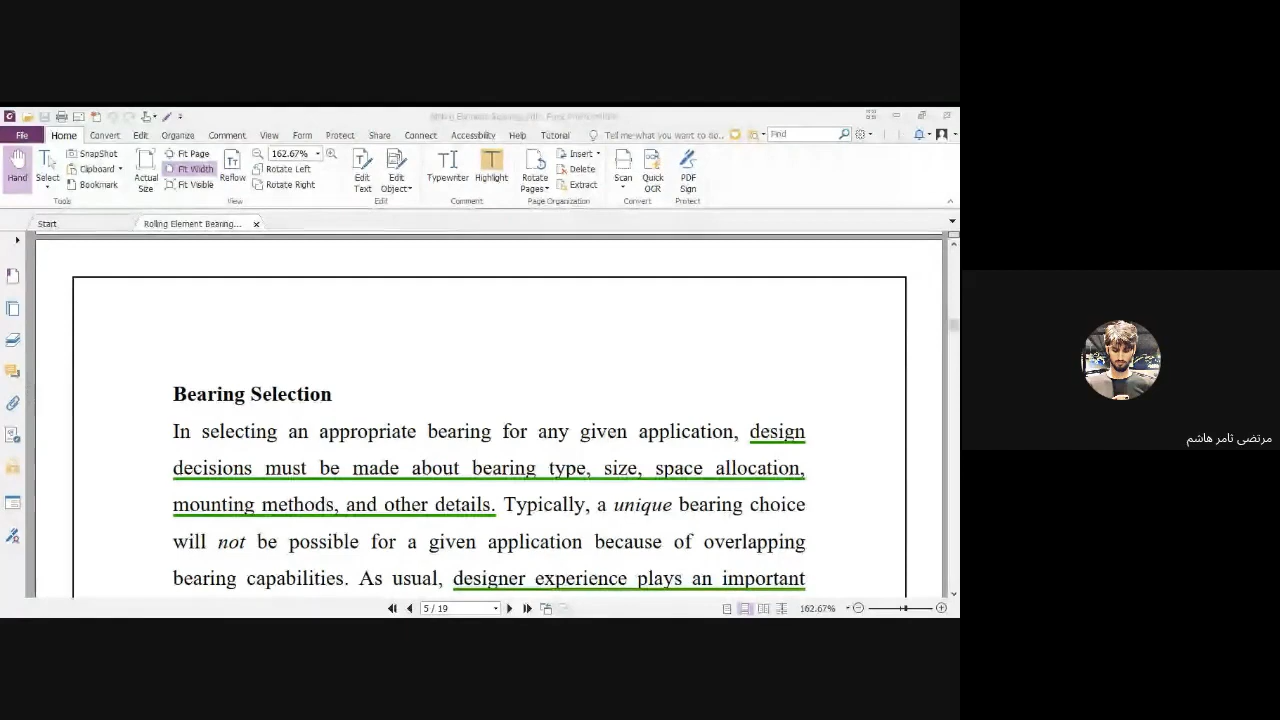 File Home Convert Edit Organize Comment View Form Protect Share Connect Accessibility Help Tutorial Tell me what you want to do.. Find
Hand
Select
SnapShot
Clipboard
Bookmark
Tools
Actual Size
Fit Page
Fit Width
Fit Visible
Reflow
162.67%
Rotate Left
Rotate Right
View
Edit Text
Edit Object
Edit
Typewriter
Highlight
Comment
Rotate Pages
Insert
Delete
Extract
Page Organization
Scan
Quick OCR
Convert
PDF Sign
Protect
Start
Rolling Element Bearing...
Bearing Selection
In selecting an appropriate bearing for any given application, design
decisions must be made about bearing type, size, space allocation,
mounting methods, and other details. Typically, a unique bearing choice
will not be possible for a given application because of overlapping
bearing capabilities. As usual, designer experience plays an important
5 / 19
162.67%
مرتضى ثامر هاشم